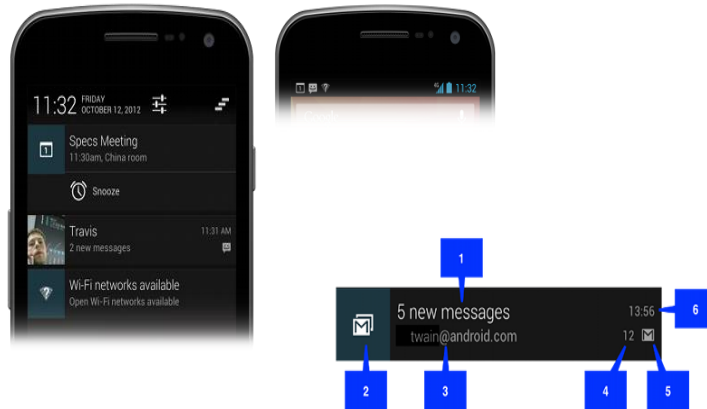 11:32 FRIDAY
OCTOBER 12, 2012
1
Specs Meeting
11:30am, China room
Snooze
Travis 11:31 AM
2 new messages
Wi-Fi networks available
Open Wi-Fi networks available
1 11:32
1
5 new messages 13:56 6
twain@android.com 12
2 3 4 5